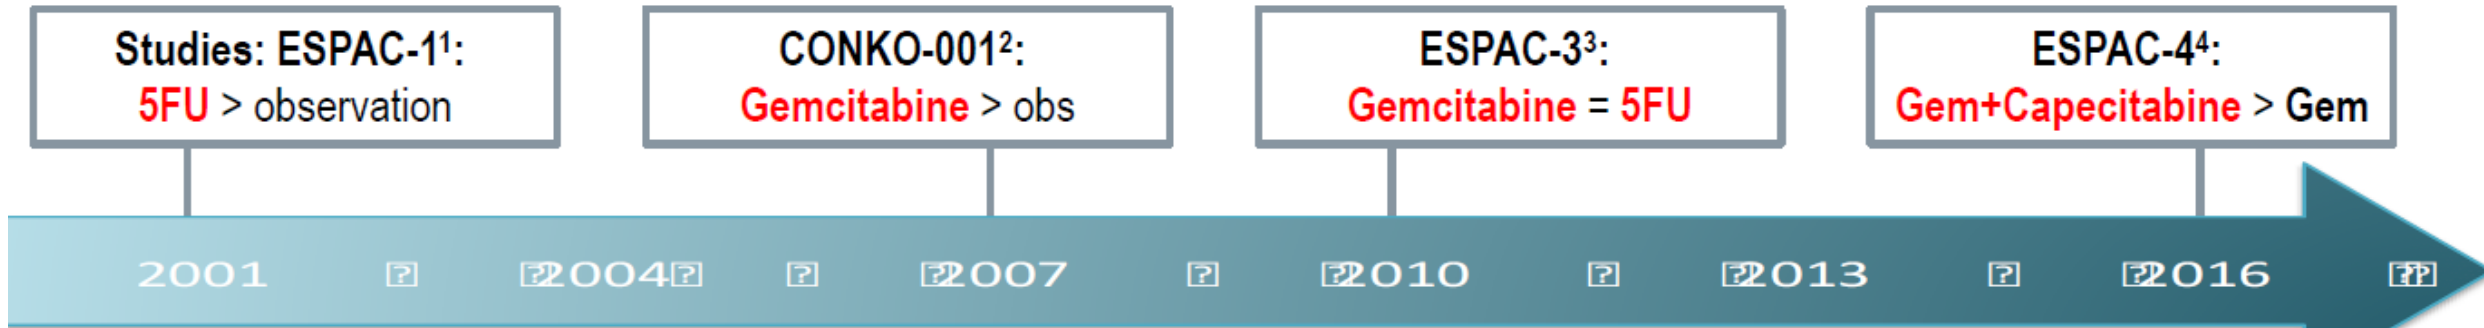 Studies: ESPAC-1¹:
5FU > observation
CONKO-001²:
Gemcitabine > obs
ESPAC-3³:
Gemcitabine = 5FU
ESPAC-4⁴:
Gem+Capecitabine > Gem
2001 2004 2007 2010 2013 2016